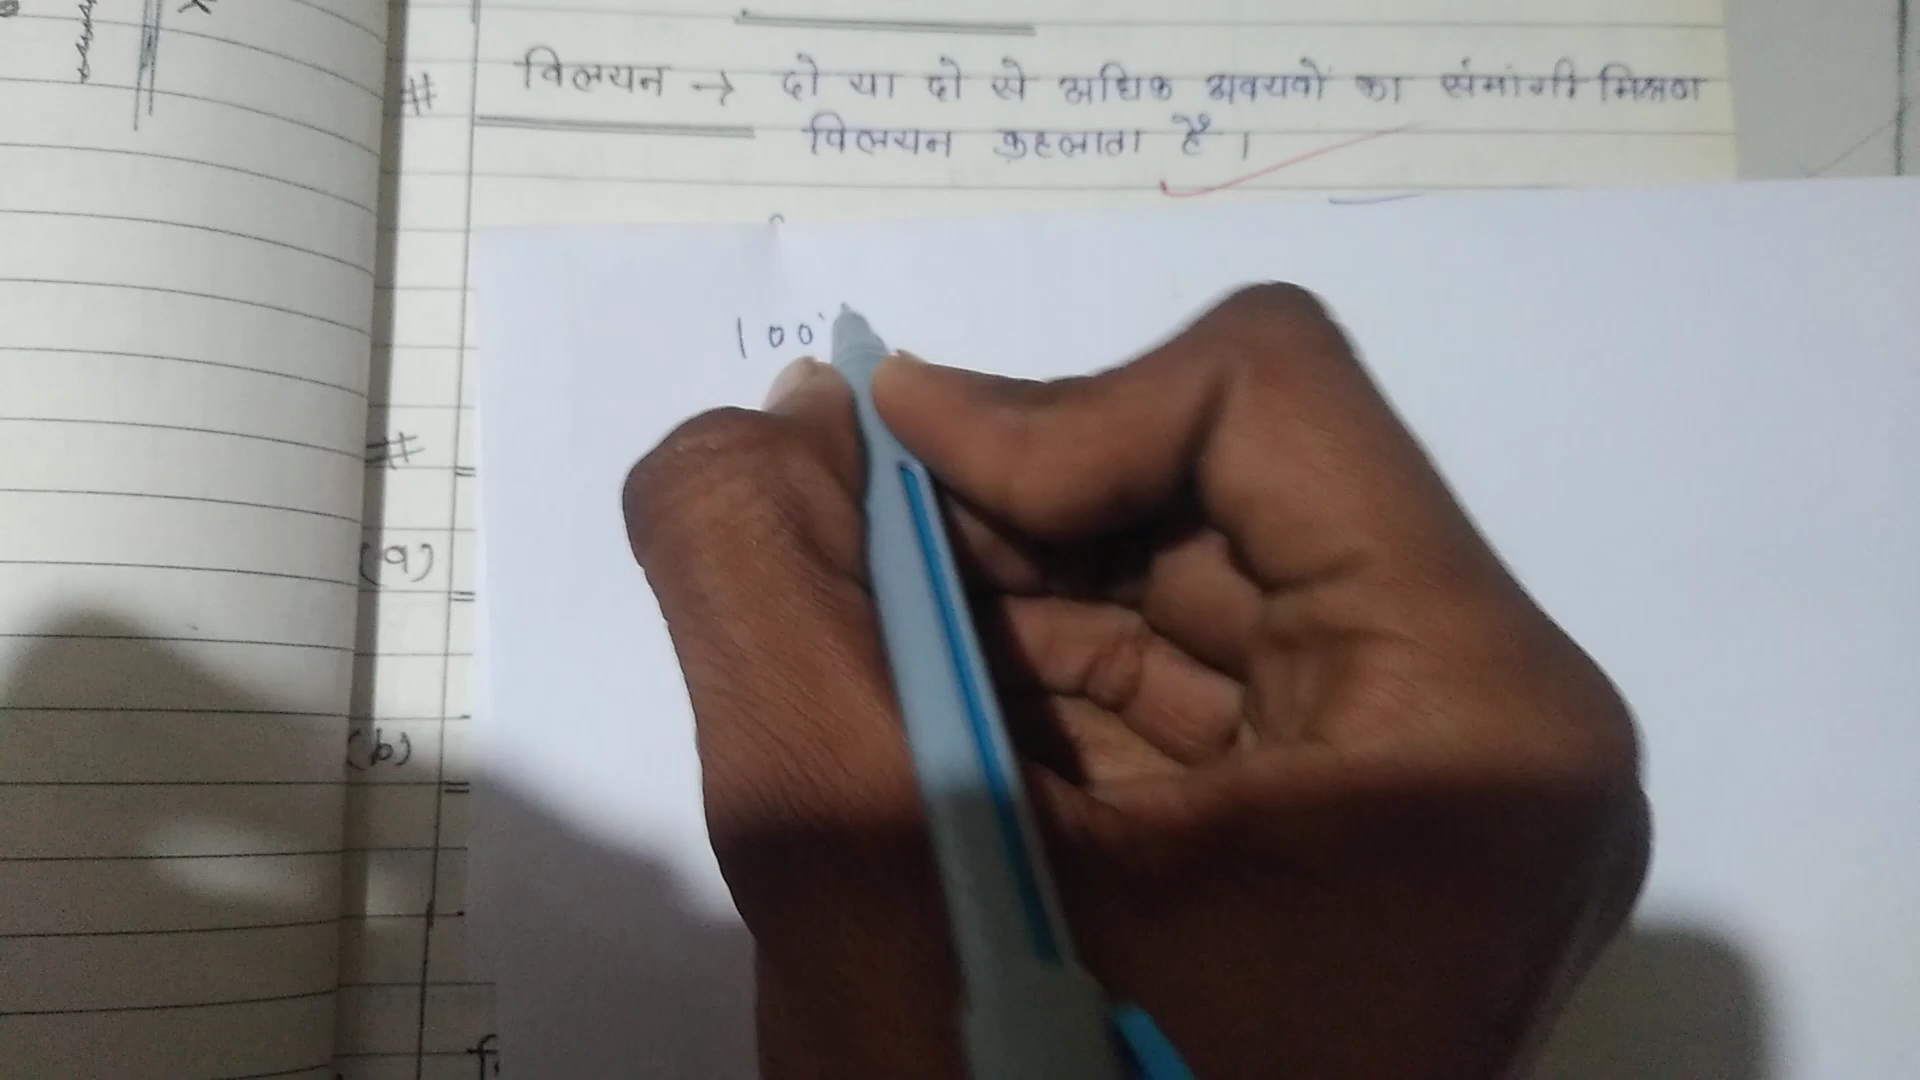 # विलयन → दो या दो से अधिक अवयवों का संमांगी मिश्रण
विलयन कहलाता है।
100
#
(a)
(b)